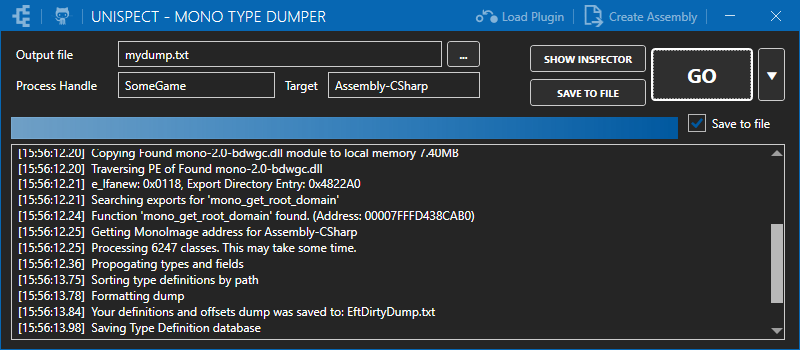 UNISPECT - MONO TYPE DUMPER
Load Plugin
Create Assembly
Output file
mydump.txt
...
SHOW INSPECTOR
GO
Process Handle
SomeGame
Target
Assembly-CSharp
SAVE TO FILE
Save to file
[15:56:12.20] Copying Found mono-2.0-bdwgc.dll module to local memory 7.40MB
[15:56:12.20] Traversing PE of Found mono-2.0-bdwgc.dll
[15:56:12.21] e_lfanew: 0x0118, Export Directory Entry: 0x4822A0
[15:56:12.21] Searching exports for 'mono_get_root_domain'
[15:56:12.24] Function 'mono_get_root_domain' found. (Address: 00007FFFD438CAB0)
[15:56:12.25] Getting MonoImage address for Assembly-CSharp
[15:56:12.25] Processing 6247 classes. This may take some time.
[15:56:12.36] Propogating types and fields
[15:56:13.75] Sorting type definitions by path
[15:56:13.78] Formatting dump
[15:56:13.84] Your definitions and offsets dump was saved to: EftDirtyDump.txt
[15:56:13.98] Saving Type Definition database